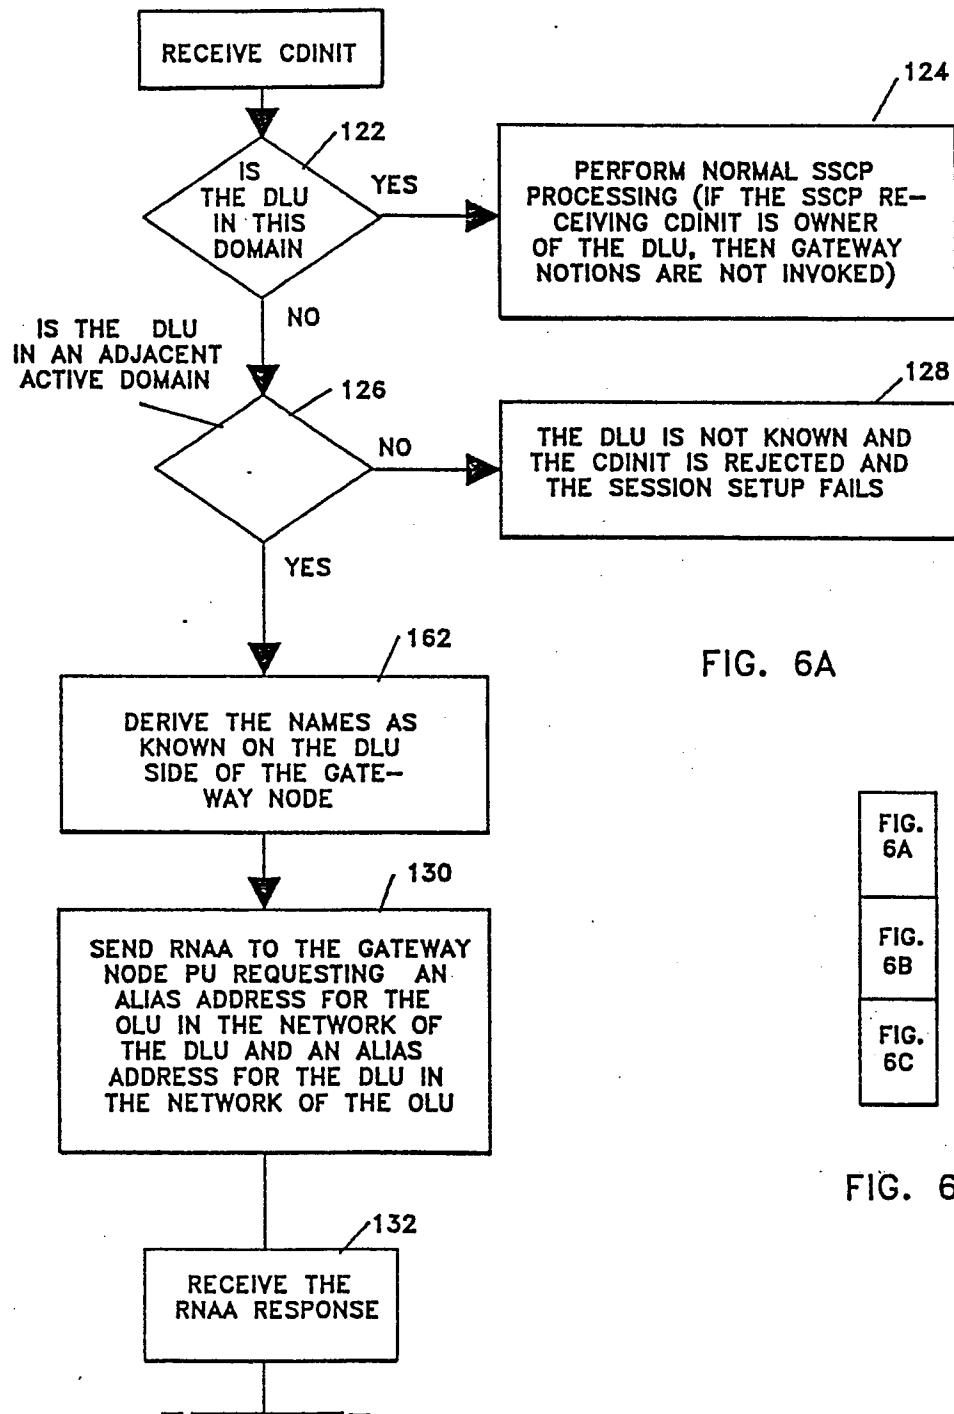 RECEIVE CDINIT
122
IS
THE DLU
IN THIS
DOMAIN
YES
124
PERFORM NORMAL SSCP
PROCESSING (IF THE SSCP RE-
CEIVING CDINIT IS OWNER
OF THE DLU, THEN GATEWAY
NOTIONS ARE NOT INVOKED)
NO
IS THE DLU
IN AN ADJACENT
ACTIVE DOMAIN
126
NO
128
THE DLU IS NOT KNOWN AND
THE CDINIT IS REJECTED AND
THE SESSION SETUP FAILS
YES
162
DERIVE THE NAMES AS
KNOWN ON THE DLU
SIDE OF THE GATE-
WAY NODE
FIG. 6A
130
SEND RNAA TO THE GATEWAY
NODE PU REQUESTING AN
ALIAS ADDRESS FOR THE
OLU IN THE NETWORK OF
THE DLU AND AN ALIAS
ADDRESS FOR THE DLU IN
THE NETWORK OF THE OLU
132
RECEIVE THE
RNAA RESPONSE
FIG.
6A
FIG.
6B
FIG.
6C
FIG. 6